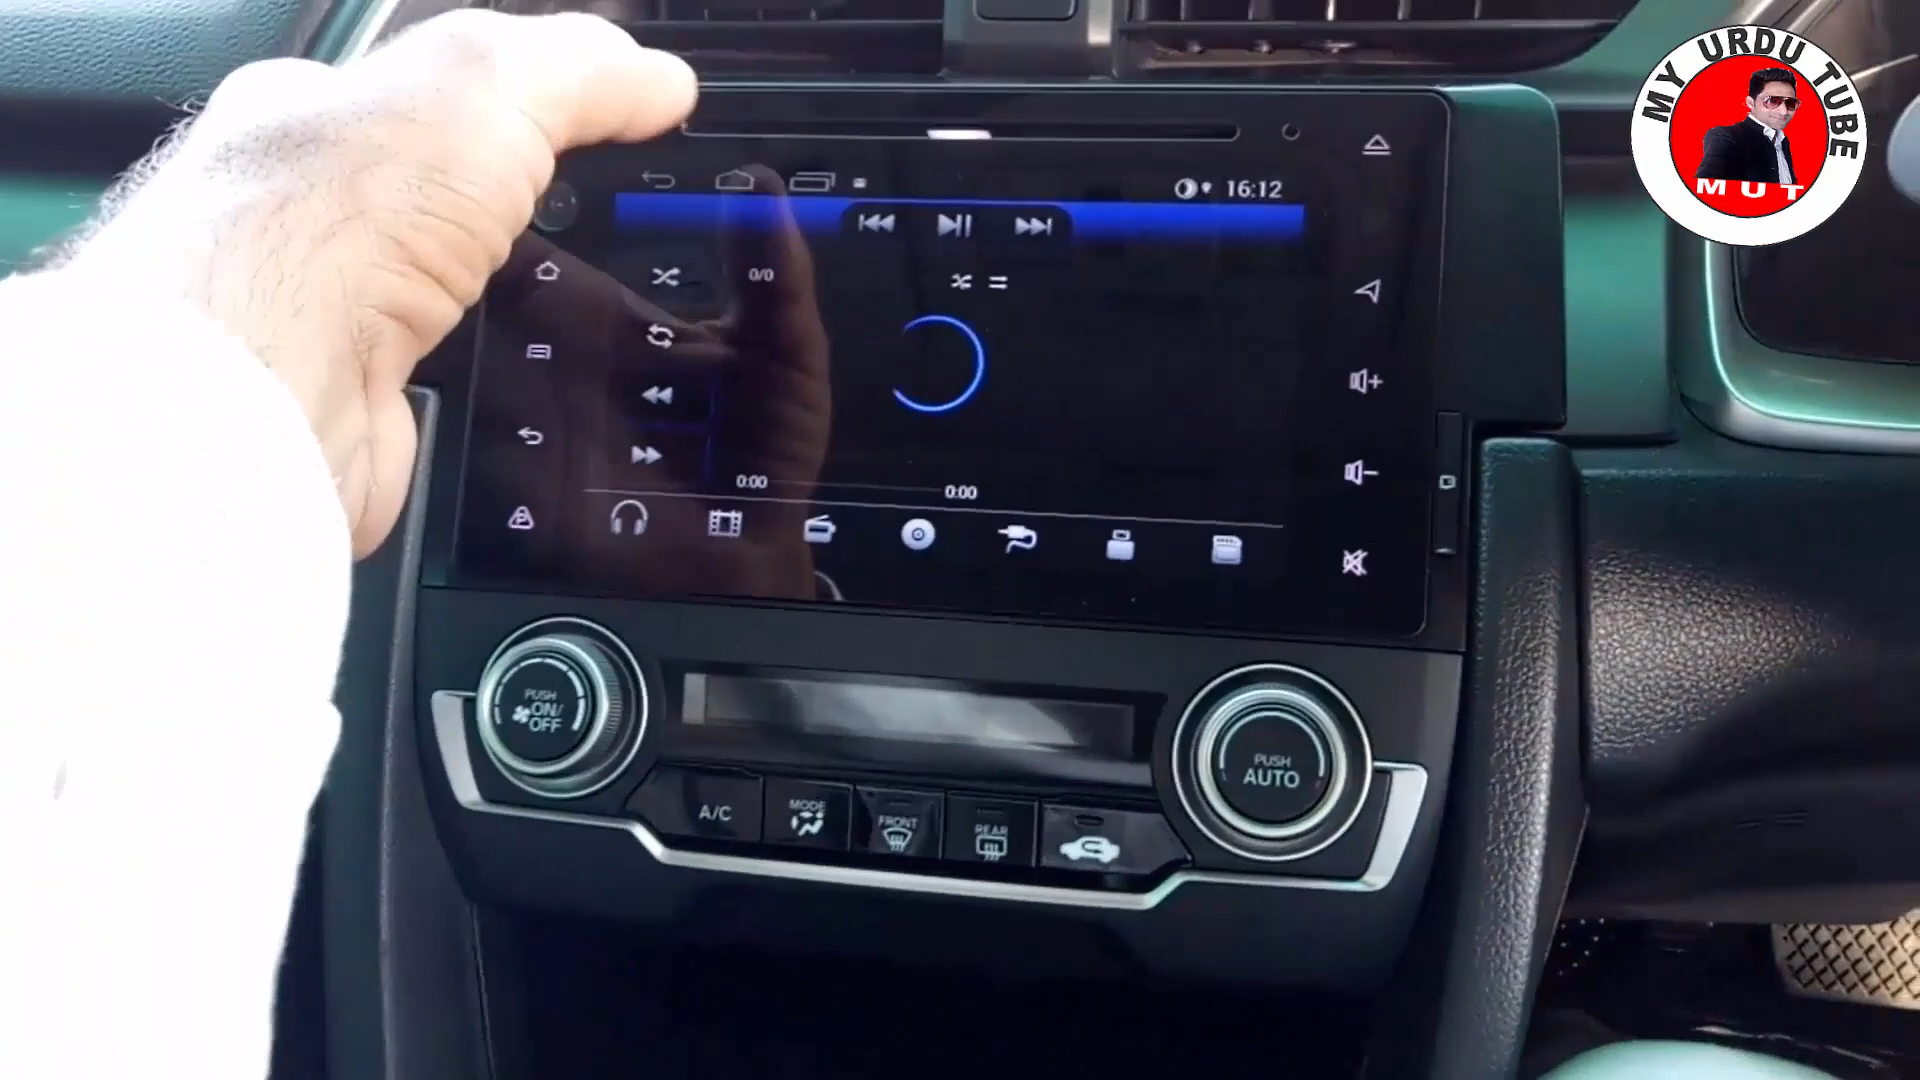 MY URDU TUBE
MUT
16:12
0/0
0:00
0:00
PUSH
ON/
OFF
PUSH
AUTO
A/C
MODE
FRONT
REAR